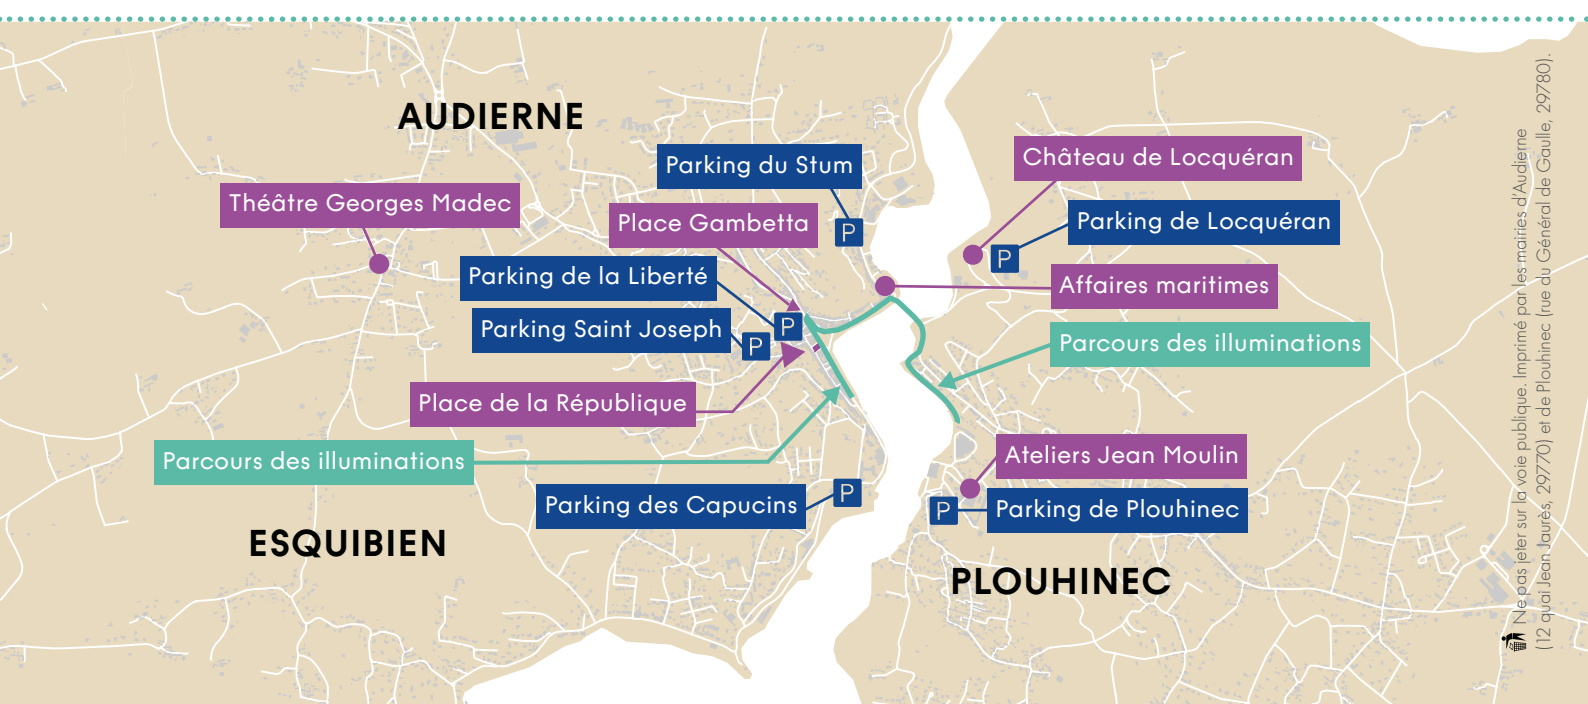 AUDIERNE
Parking du Stum
Château de Locquéran
Théâtre Georges Madec
Place Gambetta
Parking de Locquéran
P
P
Parking de la Liberté
Affaires maritimes
Parking Saint Joseph
P
P
Parcours des illuminations
Place de la République
Parcours des illuminations
Ateliers Jean Moulin
Parking des Capucins
P
P
Parking de Plouhinec
ESQUIBIEN
PLOUHINEC
Ne pas jeter sur la voie publique. Imprimé par les mairies d'Audierne
(12 quai Jean Jaurès, 29770) et de Plouhinec (rue du Général de Gaulle, 29780).